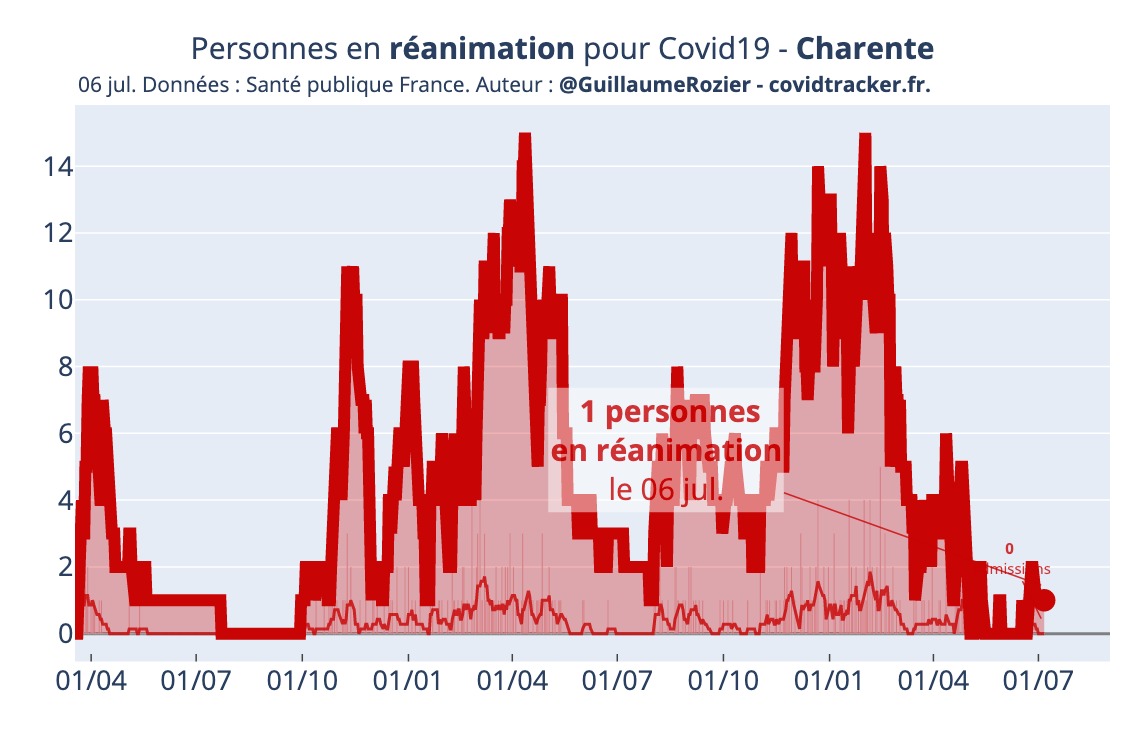 Personnes en réanimation pour Covid19 - Charente
06 jul. Données : Santé publique France. Auteur : @GuillaumeRozier - covidtracker.fr.
14
12
10
8
6
4
2
0
1 personnes
en réanimation
le 06 jul.
0
01/04 01/07 01/10 01/01 01/04 01/07 01/10 01/01 01/04 01/07